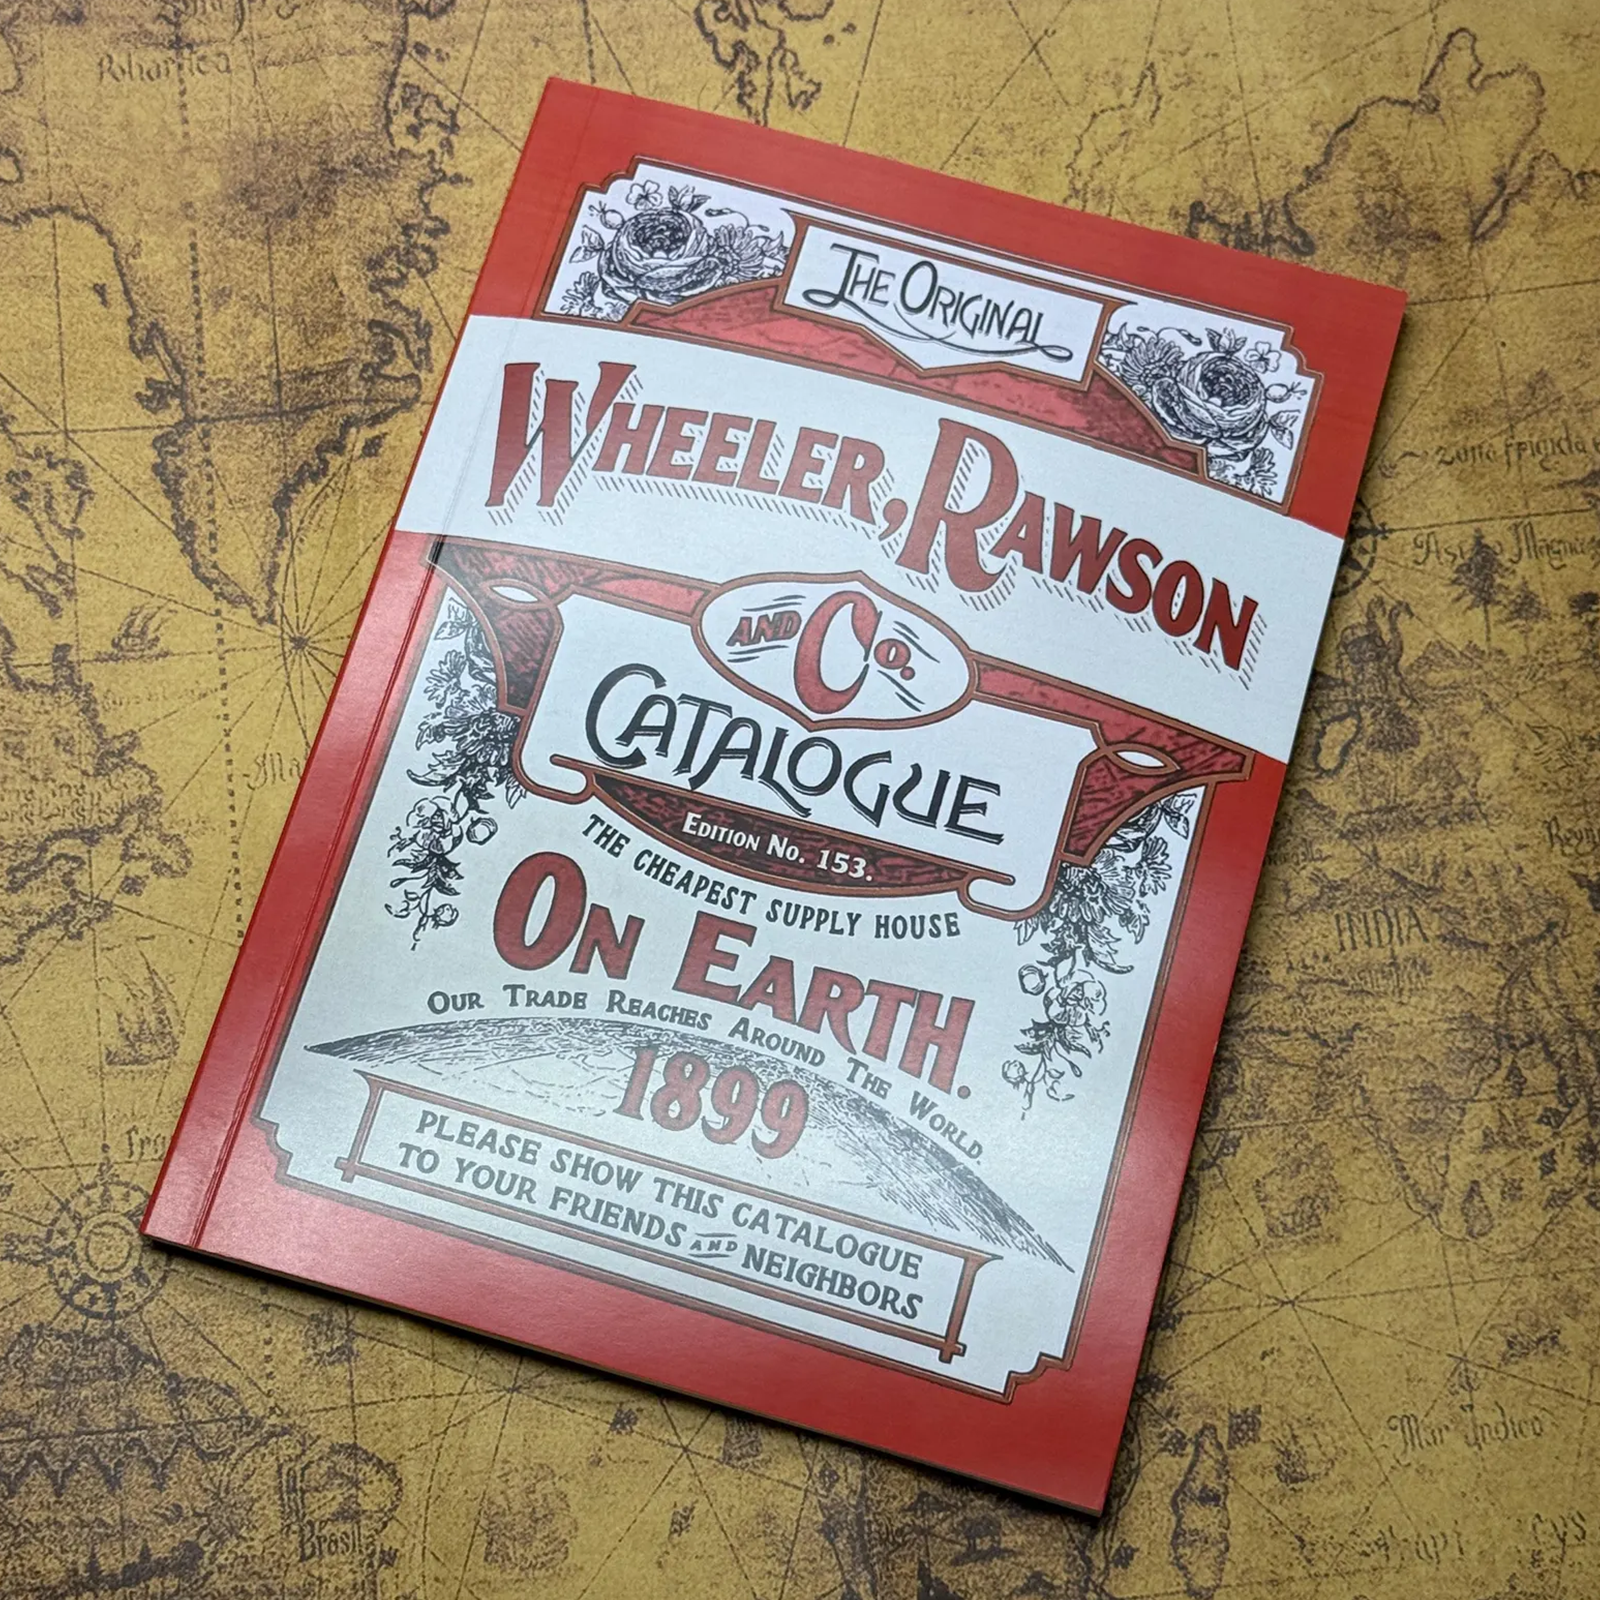 THE ORIGINAL
WHEELER, RAWSON
AND Co.
CATALOGUE
EDITION No. 153.
THE CHEAPEST SUPPLY HOUSE
ON EARTH.
OUR TRADE REACHES AROUND THE WORLD.
1899
PLEASE SHOW THIS CATALOGUE
TO YOUR FRIENDS AND NEIGHBORS
INDIA
Mar Indico
Brasil